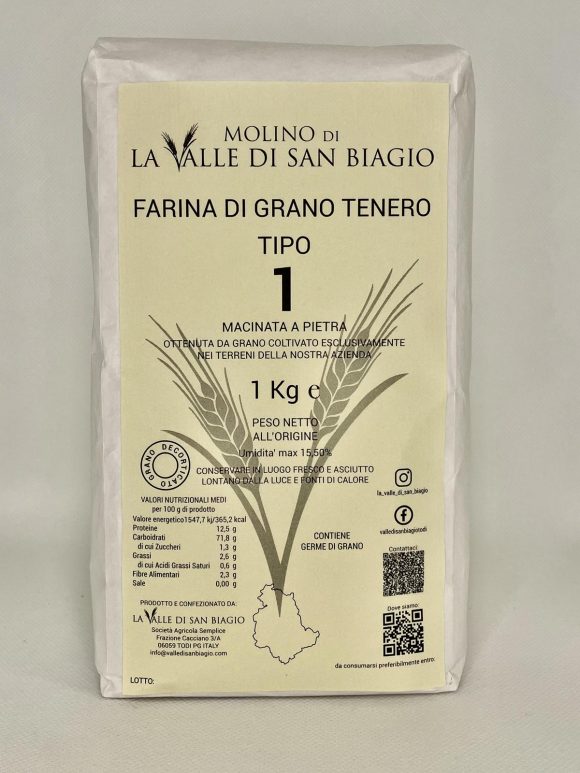 MOLINO DI
LA VALLE DI SAN BIAGIO
FARINA DI GRANO TENERO
TIPO
1
MACINATA A PIETRA
OTTENUTA DA GRANO COLTIVATO ESCLUSIVAMENTE
NEI TERRENI DELLA NOSTRA AZIENDA
1 Kg ℮
PESO NETTO
ALL'ORIGINE
Umidita' max 15,50%
GRANO DECORTICATO
CONSERVARE IN LUOGO FRESCO E ASCIUTTO
LONTANO DALLA LUCE E FONTI DI CALORE
la_valle_di_san_biagio
valledisanbiagiotodi
VALORI NUTRIZIONALI MEDI
per 100 g di prodotto
Valore energetico1547,7 kj/365,2 kcal
Proteine 12,5 g
Carboidrati 71,8 g
di cui Zuccheri 1,3 g
Grassi 2,6 g
di cui Acidi Grassi Saturi 0,6 g
Fibre Alimentari 2,3 g
Sale 0,00 g
CONTIENE
GERME DI GRANO
Contattaci:
Dove siamo:
PRODOTTO E CONFEZIONATO DA:
LA VALLE DI SAN BIAGIO
Società Agricola Semplice
Frazione Cacciano 3/A
06059 TODI PG ITALY
info@valledisanbiagio.com
da consumarsi preferibilmente entro:
LOTTO: